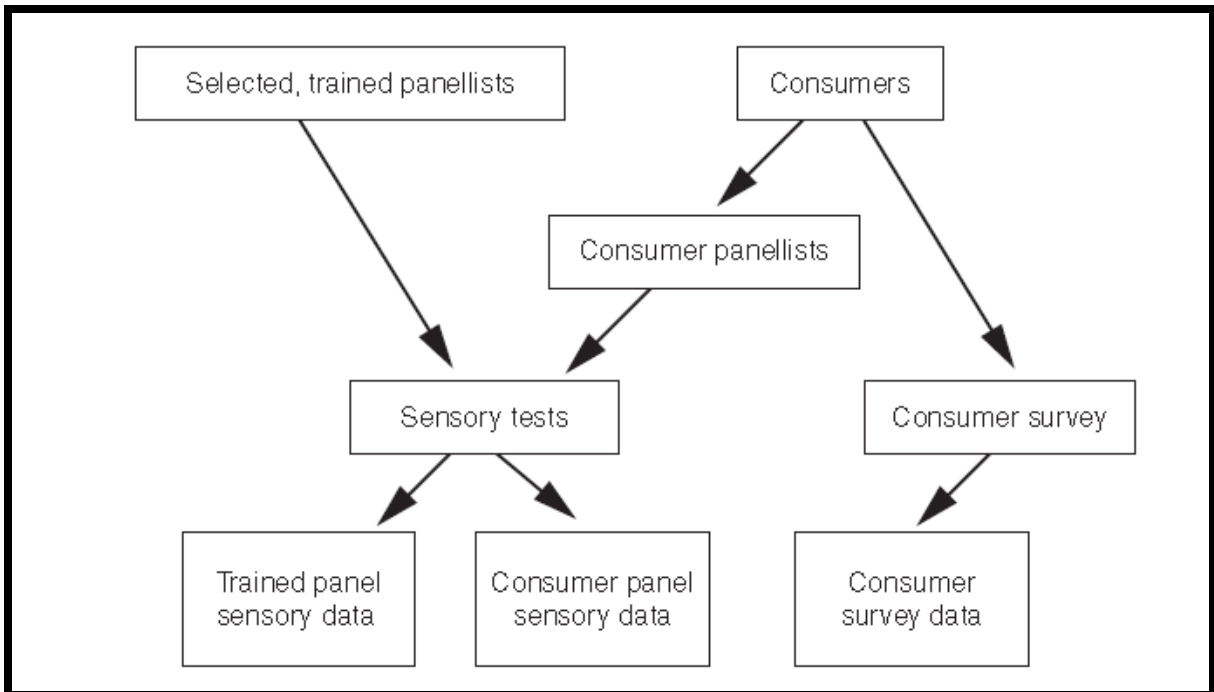 Selected, trained panellists
Consumers
Consumer panellists
Sensory tests
Consumer survey
Trained panel
sensory data
Consumer panel
sensory data
Consumer
survey data